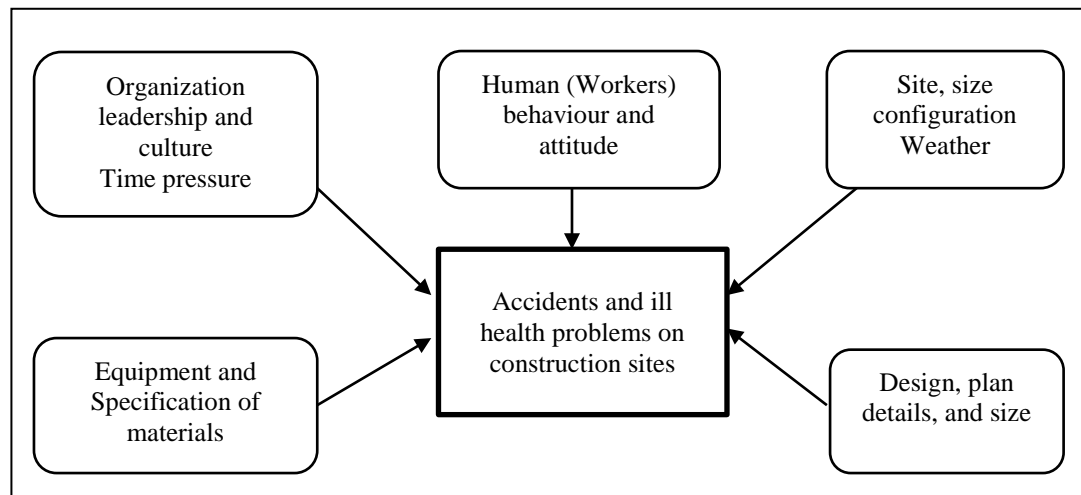 Organization
leadership and
culture
Time pressure
Human (Workers)
behaviour and
attitude
Site, size
configuration
Weather
Accidents and ill
health problems on
construction sites
Equipment and
Specification of
materials
Design, plan
details, and size